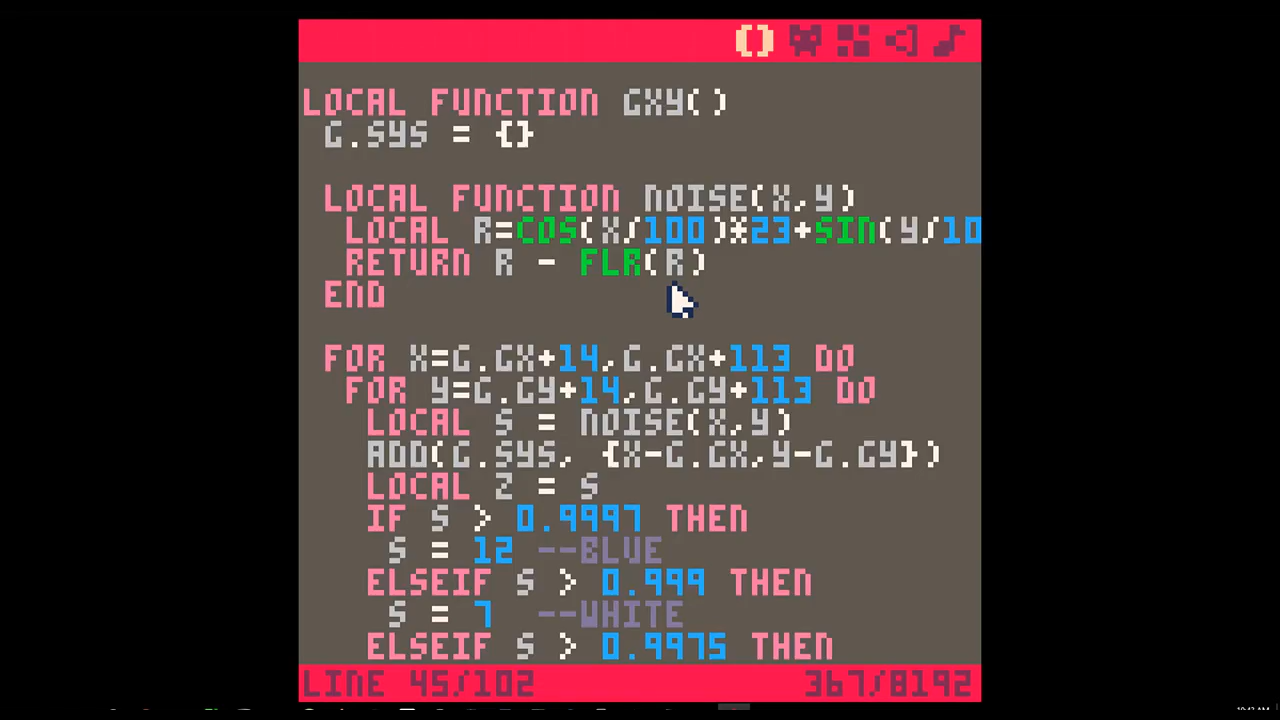 LOCAL FUNCTION GXY()
G.SYS = {}
LOCAL FUNCTION NOISE(X,Y)
LOCAL R=COS(X/100)*23+SIN(Y/10
RETURN R - FLR(R)
END
FOR X=G.GX+14,G.GX+113 DO
FOR Y=G.GY+14,G.GY+113 DO
LOCAL S = NOISE(X,Y)
ADD(G.SYS, {X-G.GX,Y-G.GY})
LOCAL Z = S
IF S > 0.9997 THEN
S = 12 --BLUE
ELSEIF S > 0.999 THEN
S = 7 --WHITE
ELSEIF S > 0.9975 THEN
LINE 45/102
367/8192